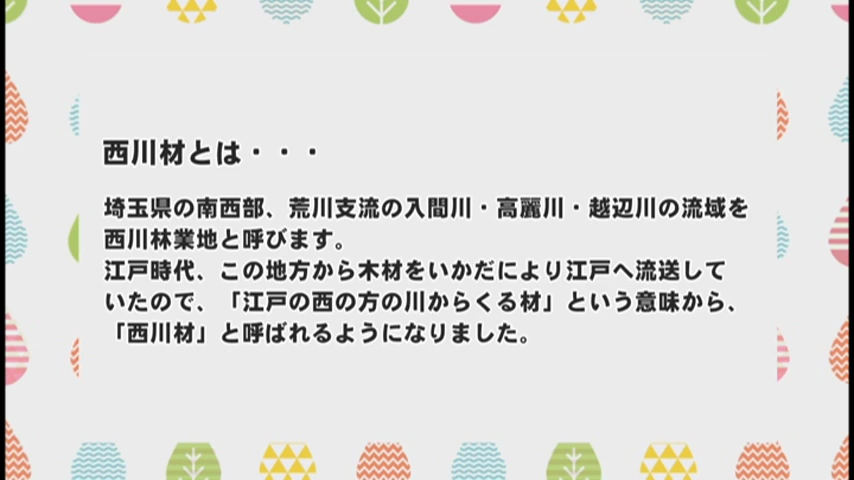 西川材とは・・・
埼玉県の南西部、荒川支流の入間川・高麗川・越辺川の流域を
西川林業地と呼びます。
江戸時代、この地方から木材をいかだにより江戸へ流送して
いたので、「江戸の西の方の川からくる材」という意味から、
「西川材」と呼ばれるようになりました。